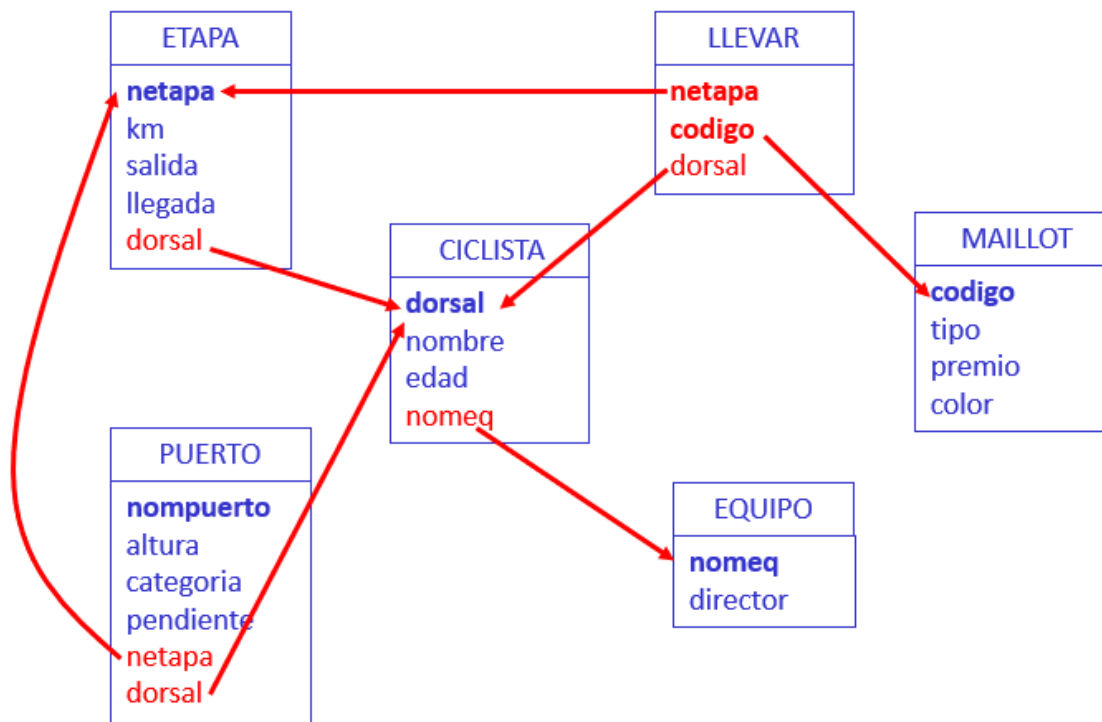 ETAPA
netapa
km
salida
llegada
dorsal
LLEVAR
netapa
codigo
dorsal
CICLISTA
dorsal
nombre
edad
nomeq
MAILLOT
codigo
tipo
premio
color
PUERTO
nompuerto
altura
categoria
pendiente
netapa
dorsal
EQUIPO
nomeq
director